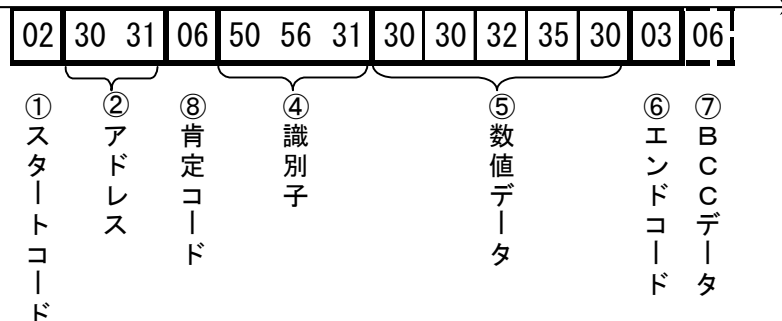 02 30 31 06 50 56 31 30 30 32 35 30 03 06
①スタートコード
②アドレス
⑧肯定コード
④識別子
⑤数値データ
⑥エンドコード
⑦BCCデータ